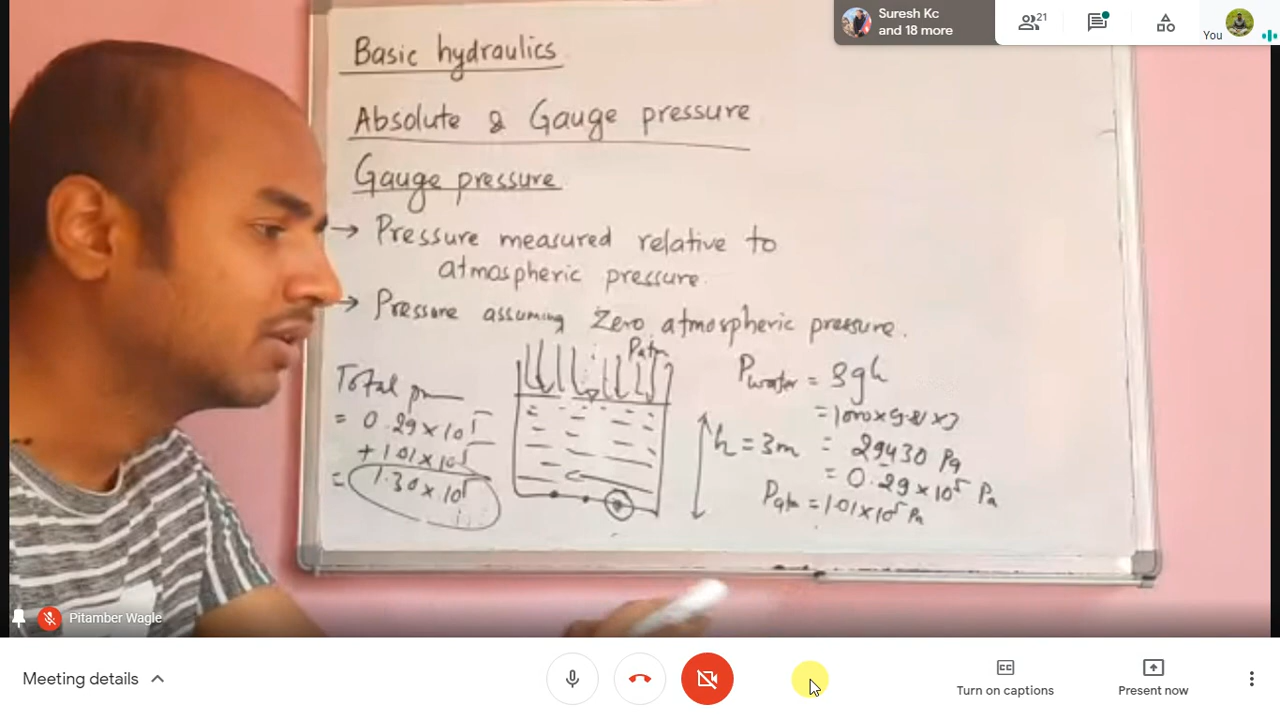 Suresh Kc
and 18 more
21
You
Basic hydraulics
Absolute & Gauge pressure
Gauge pressure
→ Pressure measured relative to
atmospheric pressure.
→ Pressure assuming Zero atmospheric pressure.
Total
= 0.29×10⁵
+ 1.01×10⁵
= 1.30×10⁵
Patm
Pwater = ρgh
= 1000×9.81×3
h = 3m
= 29430 Pa
= 0.29×10⁵ Pa
Patm = 1.01×10⁵ Pa
Pitamber Wagle
Meeting details
Turn on captions
Present now